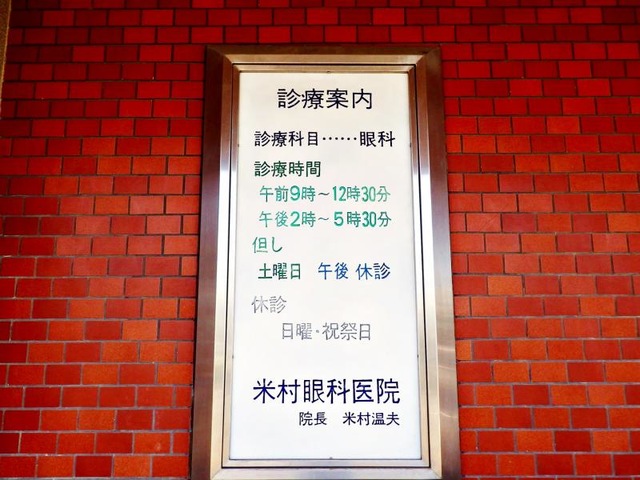 診療案内
診療科目……眼科
診療時間
午前9時～12時30分
午後2時～5時30分
但し
土曜日 午後 休診
休診
日曜・祝祭日
米村眼科医院
院長 米村温夫